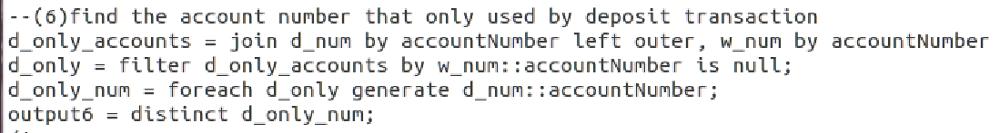 --(6)find the account number that only used by deposit transaction
d_only_accounts = join d_num by accountNumber left outer, w_num by accountNumber
d_only = filter d_only_accounts by w_num::accountNumber is null;
d_only_num = foreach d_only generate d_num::accountNumber;
output6 = distinct d_only_num;